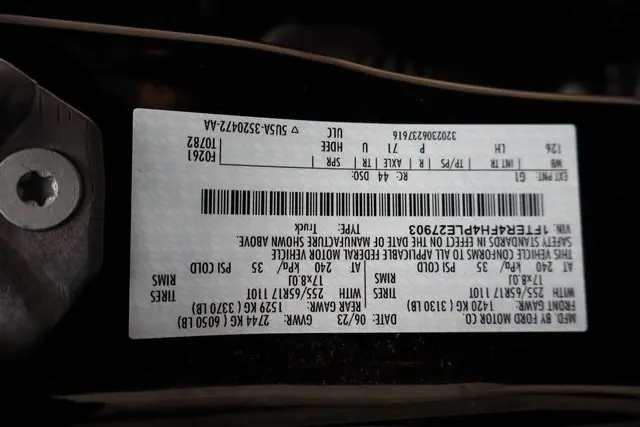 MFD. BY FORD MOTOR CO.
DATE: 06/23 GVWR: 2744 KG ( 6050 LB)
FRONT GAWR: 1420 KG ( 3130 LB) REAR GAWR: 1529 KG ( 3370 LB)
WITH 255/65R17 110T TIRES WITH 255/65R17 110T TIRES
17x8.0J RIMS 17x8.0J RIMS
AT 240 kPa/ 35 PSI COLD AT 240 kPa/ 35 PSI COLD
THIS VEHICLE CONFORMS TO ALL APPLICABLE FEDERAL MOTOR VEHICLE
SAFETY STANDARDS IN EFFECT ON THE DATE OF MANUFACTURE SHOWN ABOVE.
VIN: 1FTER4FH4PLE27903 TYPE: Truck
EXT PNT: G1 RC: 44 DSO:
WB INT TR TP/PS R AXLE TR SPR F0261
126 LH P 71 U HDEE T0782
320230623761​6 ULC ▽ 5USA-3520472-AA